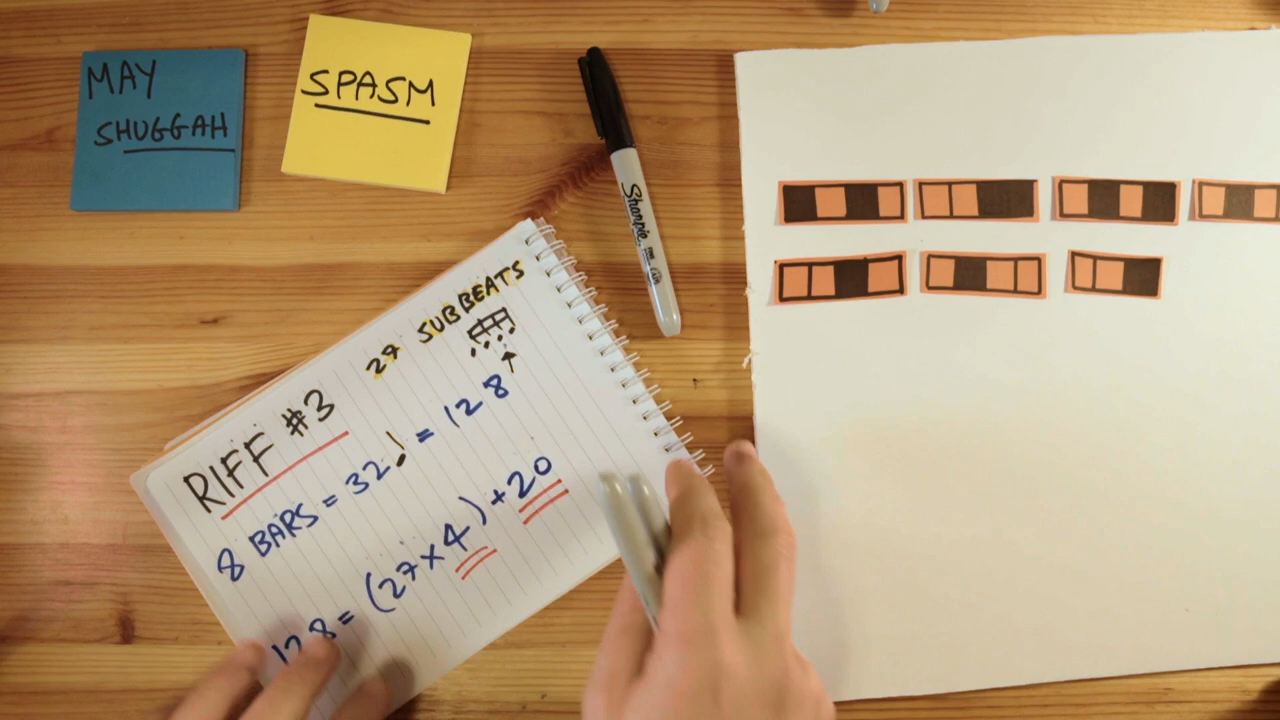 MAY
SHUGGAH
SPASM
Sharpie
27 SUBBEATS
RIFF #3
8 BARS = 32 = 128
128 = (27×4) + 20